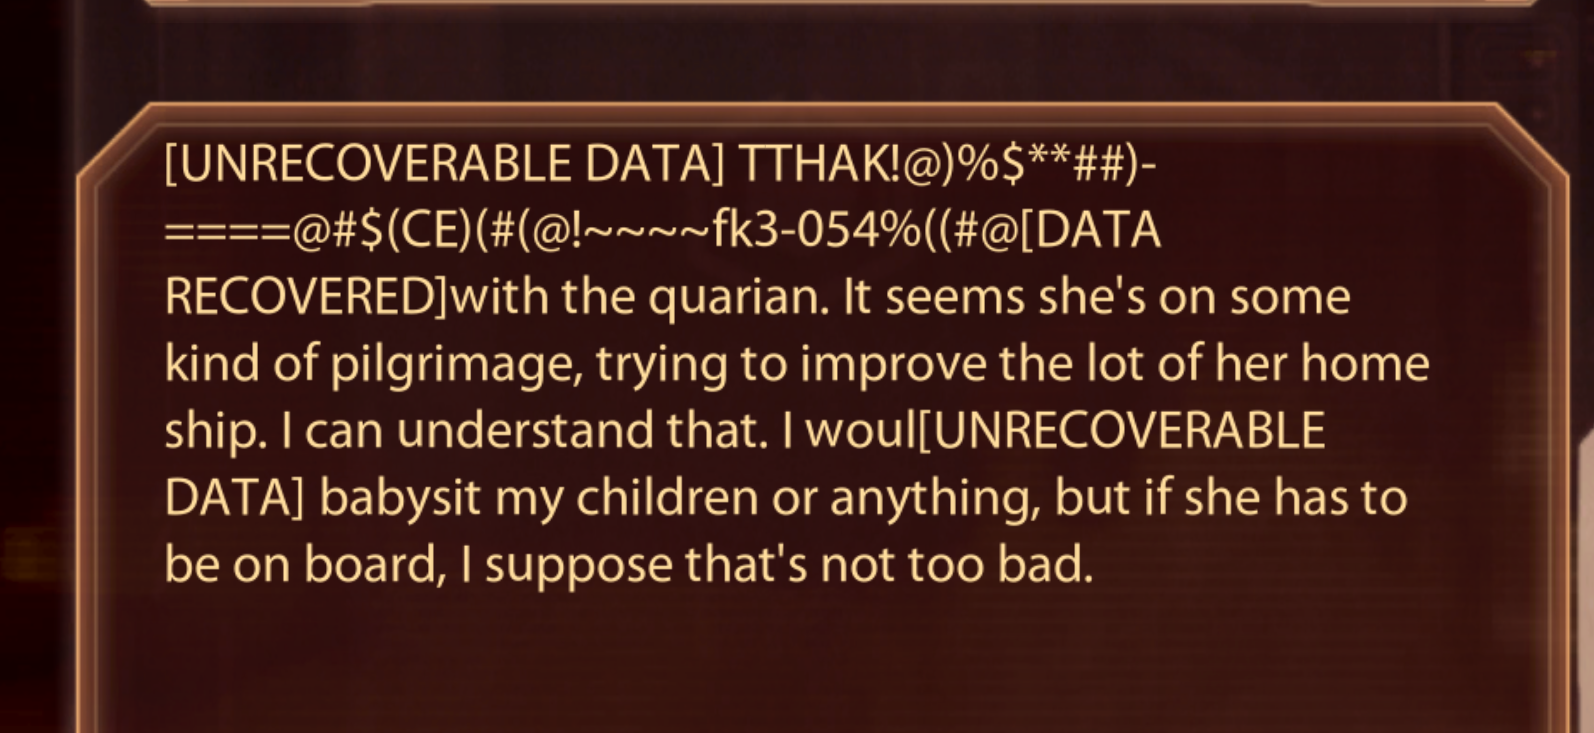 [UNRECOVERABLE DATA] TTHAK!@)%$**##)-
====@#$(CE)(#(@!~~~~fk3-054%((#@[DATA
RECOVERED]with the quarian. It seems she's on some
kind of pilgrimage, trying to improve the lot of her home
ship. I can understand that. I woul[UNRECOVERABLE
DATA] babysit my children or anything, but if she has to
be on board, I suppose that's not too bad.